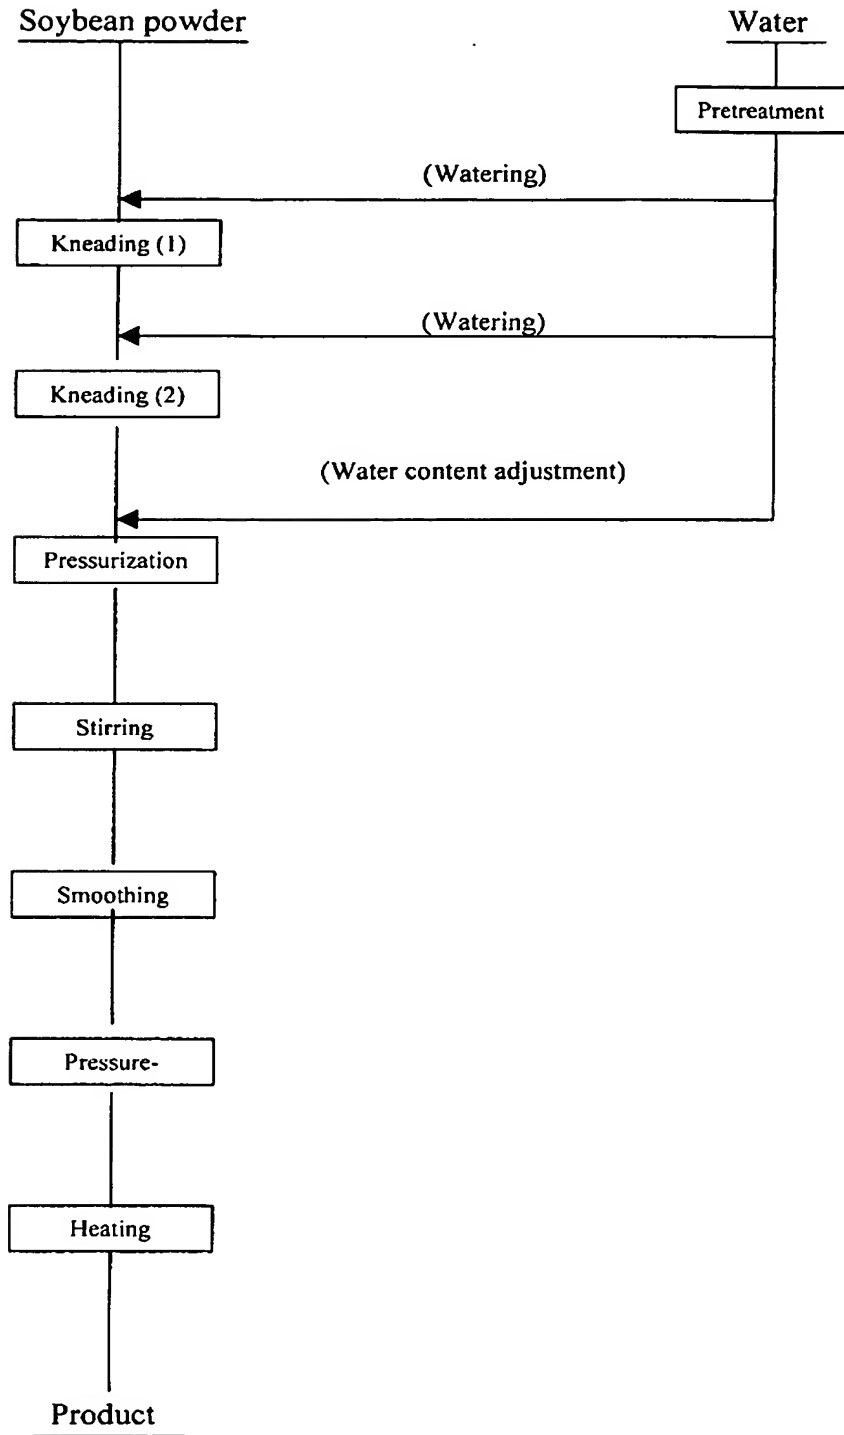 Soybean powder
Water
Pretreatment
(Watering)
Kneading (1)
(Watering)
Kneading (2)
(Water content adjustment)
Pressurization
Stirring
Smoothing
Pressure-
Heating
Product